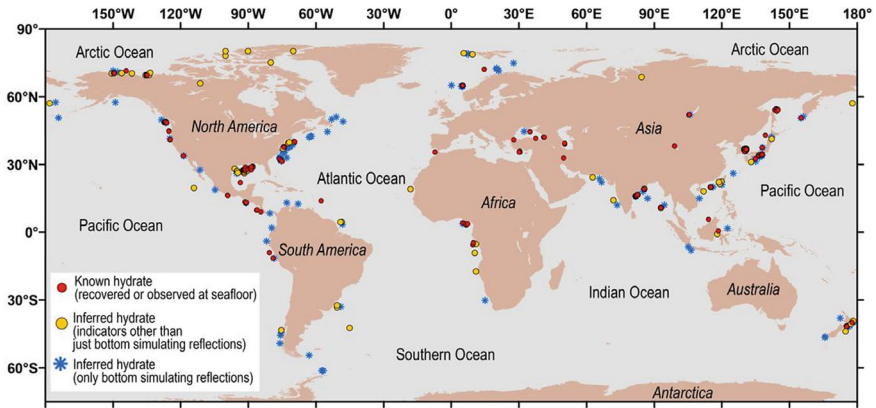 150°W 120°W 90°W 60°W 30°W 0° 30°E 60°E 90°E 120°E 150°E 180°
90°
Arctic Ocean Arctic Ocean
60°N
North America Asia
30°N
Atlantic Ocean
Africa Pacific Ocean
Pacific Ocean
0°
South America
Known hydrate
(recovered or observed at seafloor)
Indian Ocean Australia
30°S
Inferred hydrate
(indicators other than
just bottom simulating reflections)
Southern Ocean
60°S
Inferred hydrate
(only bottom simulating reflections)
Antarctica